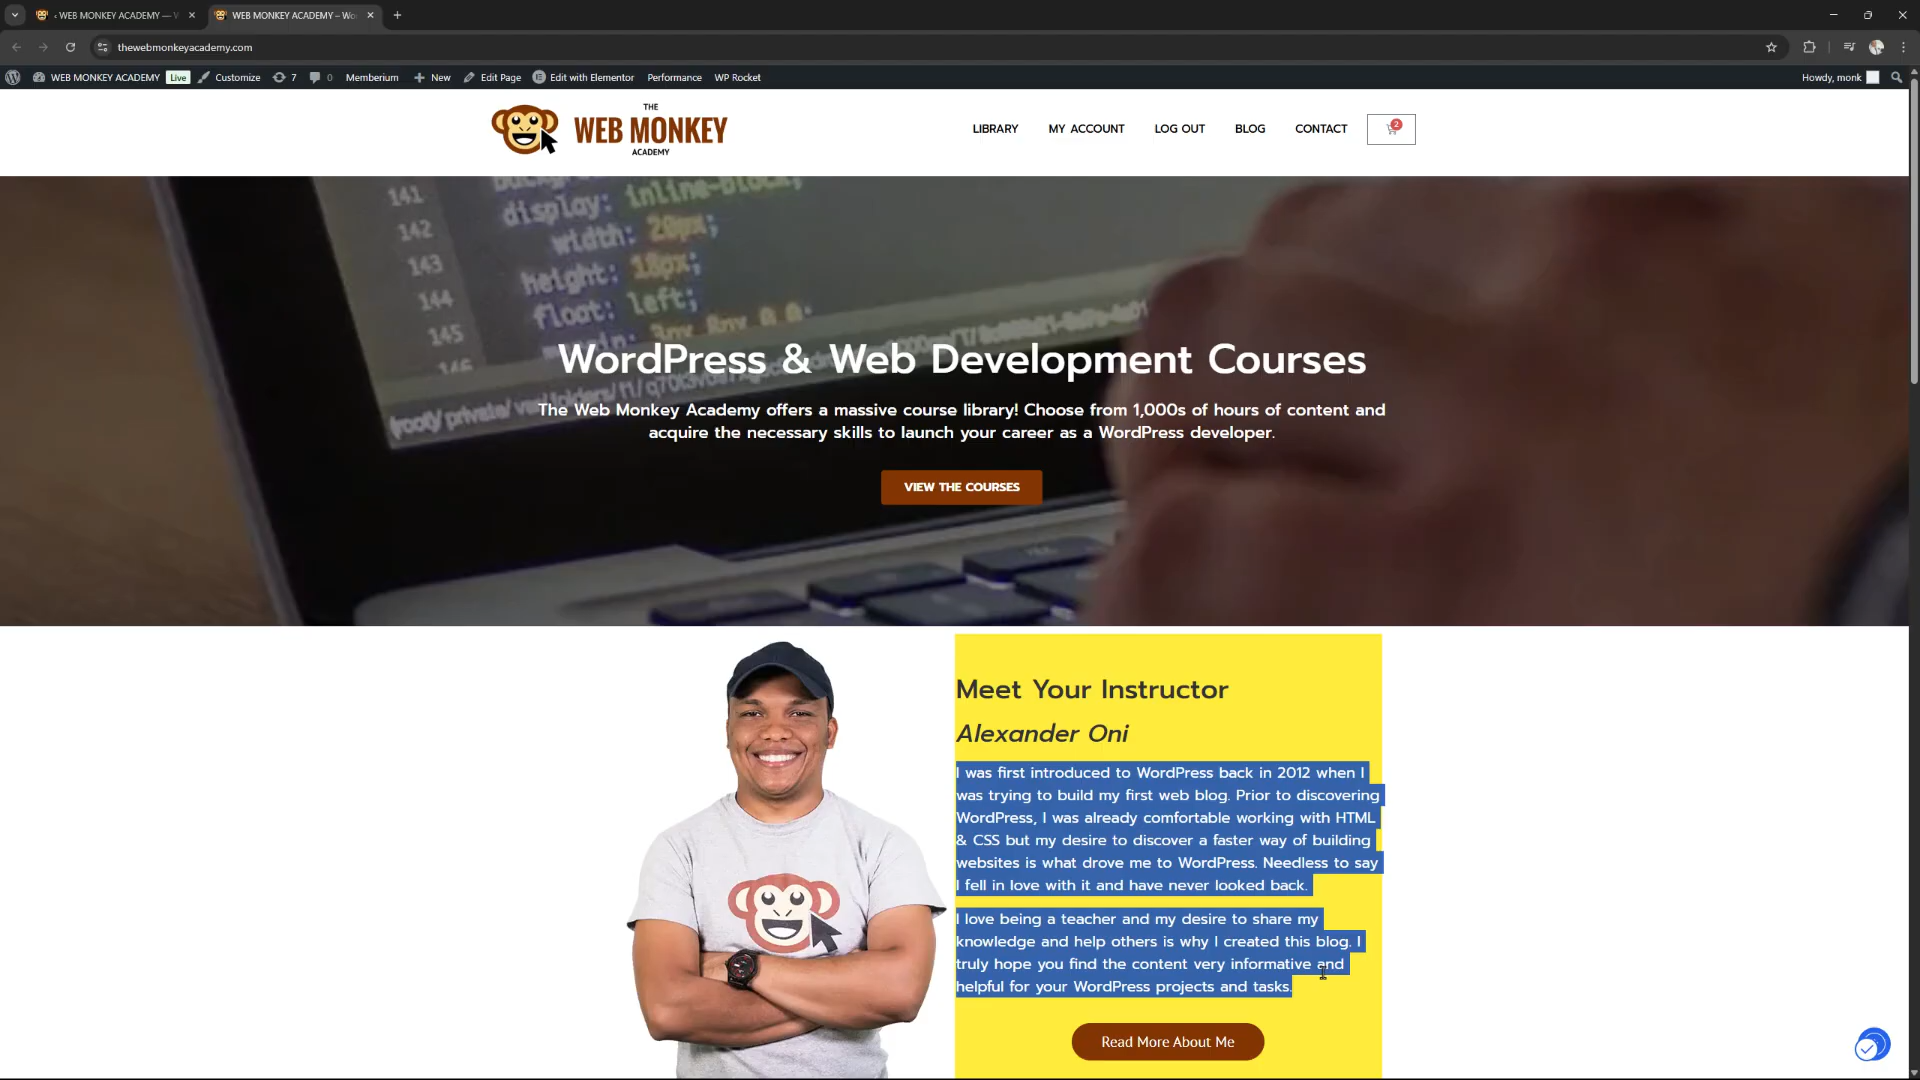 ‹ WEB MONKEY ACADEMY —
WEB MONKEY ACADEMY – Wo
thewebmonkeyacademy.com
WEB MONKEY ACADEMY Live Customize 7 0 Memberium New Edit Page Edit with Elementor Performance WP Rocket Howdy, monk
THE
WEB MONKEY
ACADEMY
LIBRARY MY ACCOUNT LOG OUT BLOG CONTACT 2
141
142 display: inline-block;
143 width: 20px;
144 height: 18px;
145 float: left;
146
WordPress & Web Development Courses
The Web Monkey Academy offers a massive course library! Choose from 1,000s of hours of content and
acquire the necessary skills to launch your career as a WordPress developer.
VIEW THE COURSES
Meet Your Instructor
Alexander Oni
I was first introduced to WordPress back in 2012 when I
was trying to build my first web blog. Prior to discovering
WordPress, I was already comfortable working with HTML
& CSS but my desire to discover a faster way of building
websites is what drove me to WordPress. Needless to say
I fell in love with it and have never looked back.
I love being a teacher and my desire to share my
knowledge and help others is why I created this blog. I
truly hope you find the content very informative and
helpful for your WordPress projects and tasks.
Read More About Me